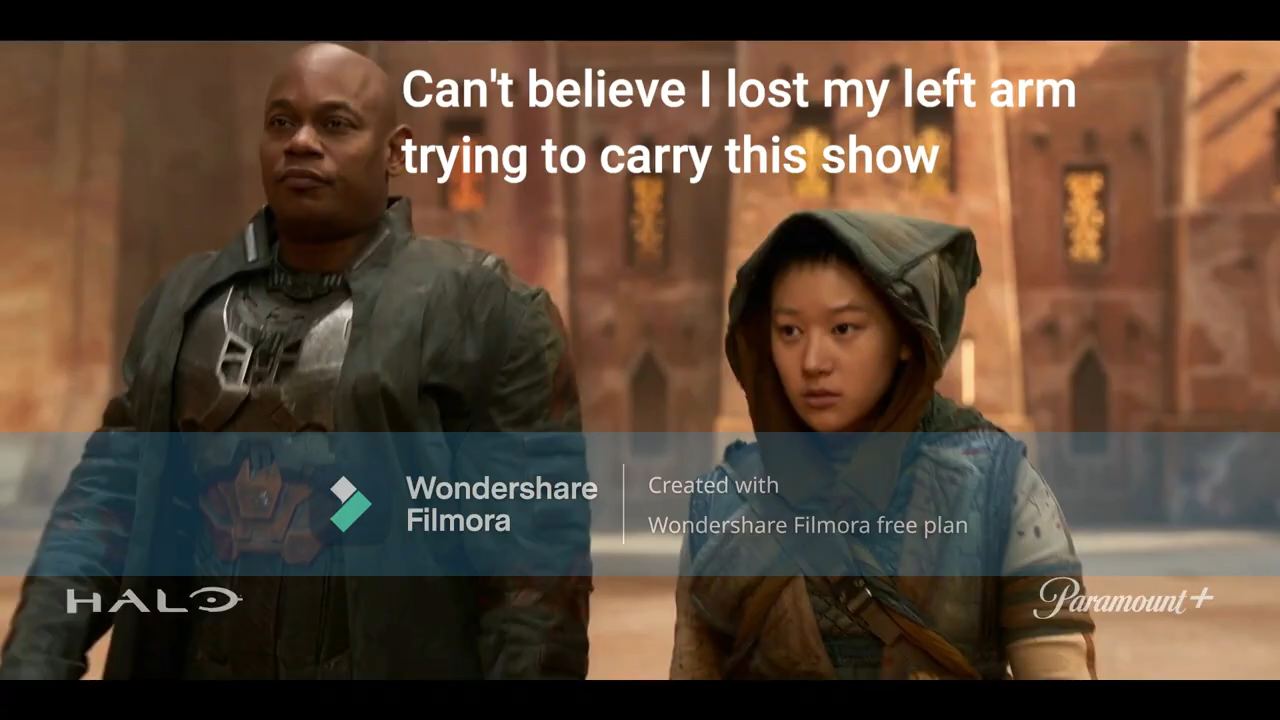 Can't believe I lost my left arm
trying to carry this show
Wondershare
Filmora
Created with
Wondershare Filmora free plan
HALO
Paramount+